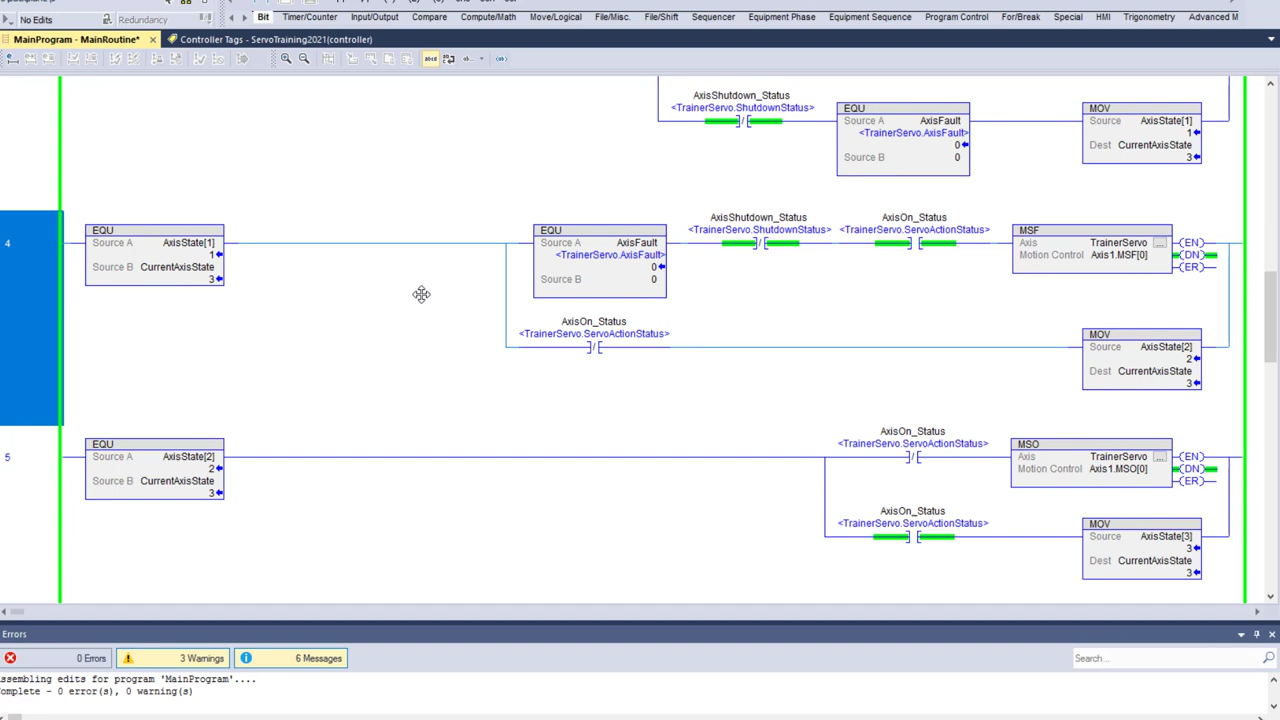 No Edits
Redundancy
Bit Timer/Counter Input/Output Compare Compute/Math Move/Logical File/Misc. File/Shift Sequencer Equipment Phase Equipment Sequence Program Control For/Break Special HMI Trigonometry Advanced M
MainProgram - MainRoutine* ×
Controller Tags - ServoTraining2021(controller)
AxisShutdown_Status
<TrainerServo.ShutdownStatus>
EQU
Source A AxisFault
<TrainerServo.AxisFault>
0
Source B 0
MOV
Source AxisState[1]
1
Dest CurrentAxisState
3
4
EQU
Source A AxisState[1]
1
Source B CurrentAxisState
3
EQU
Source A AxisFault
<TrainerServo.AxisFault>
0
Source B 0
AxisShutdown_Status
<TrainerServo.ShutdownStatus>
AxisOn_Status
<TrainerServo.ServoActionStatus>
MSF
Axis TrainerServo ...
Motion Control Axis1.MSF[0]
(EN)
(DN)
(ER)
AxisOn_Status
<TrainerServo.ServoActionStatus>
MOV
Source AxisState[2]
2
Dest CurrentAxisState
3
5
EQU
Source A AxisState[2]
2
Source B CurrentAxisState
3
AxisOn_Status
<TrainerServo.ServoActionStatus>
MSO
Axis TrainerServo ...
Motion Control Axis1.MSO[0]
(EN)
(DN)
(ER)
AxisOn_Status
<TrainerServo.ServoActionStatus>
MOV
Source AxisState[3]
3
Dest CurrentAxisState
3
Errors
0 Errors
3 Warnings
6 Messages
Search...
ssembling edits for program 'MainProgram'....
omplete - 0 error(s), 0 warning(s)